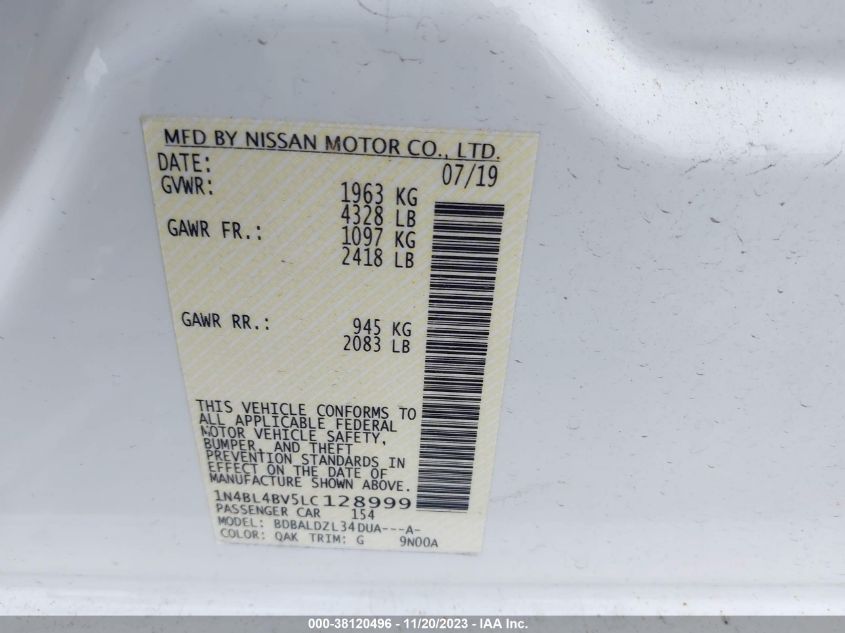 MFD BY NISSAN MOTOR CO., LTD.
DATE: 07/19
GVWR: 1963 KG
4328 LB
GAWR FR.: 1097 KG
2418 LB
GAWR RR.: 945 KG
2083 LB
THIS VEHICLE CONFORMS TO
ALL APPLICABLE FEDERAL
MOTOR VEHICLE SAFETY,
BUMPER, AND THEFT
PREVENTION STANDARDS IN
EFFECT ON THE DATE OF
MANUFACTURE SHOWN ABOVE.
1N4BL4BV5LC128999
PASSENGER CAR 154
MODEL: BDBALDZL34DUA---A-
COLOR: QAK TRIM: G 9N00A
000-38120496 - 11/20/2023 - IAA Inc.